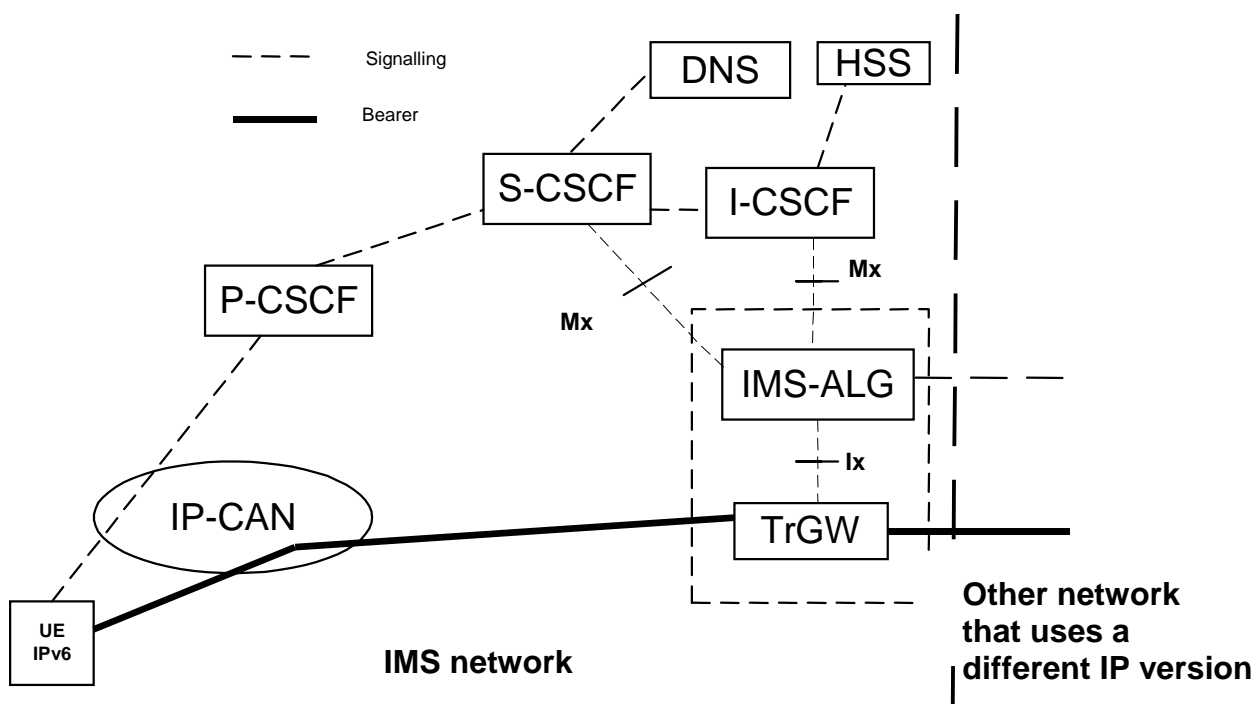 Signalling
Bearer
DNS
HSS
S-CSCF
I-CSCF
P-CSCF
Mx
Mx
IMS-ALG
Ix
IP-CAN
TrGW
UE
IPv6
IMS network
Other network
that uses a
different IP version